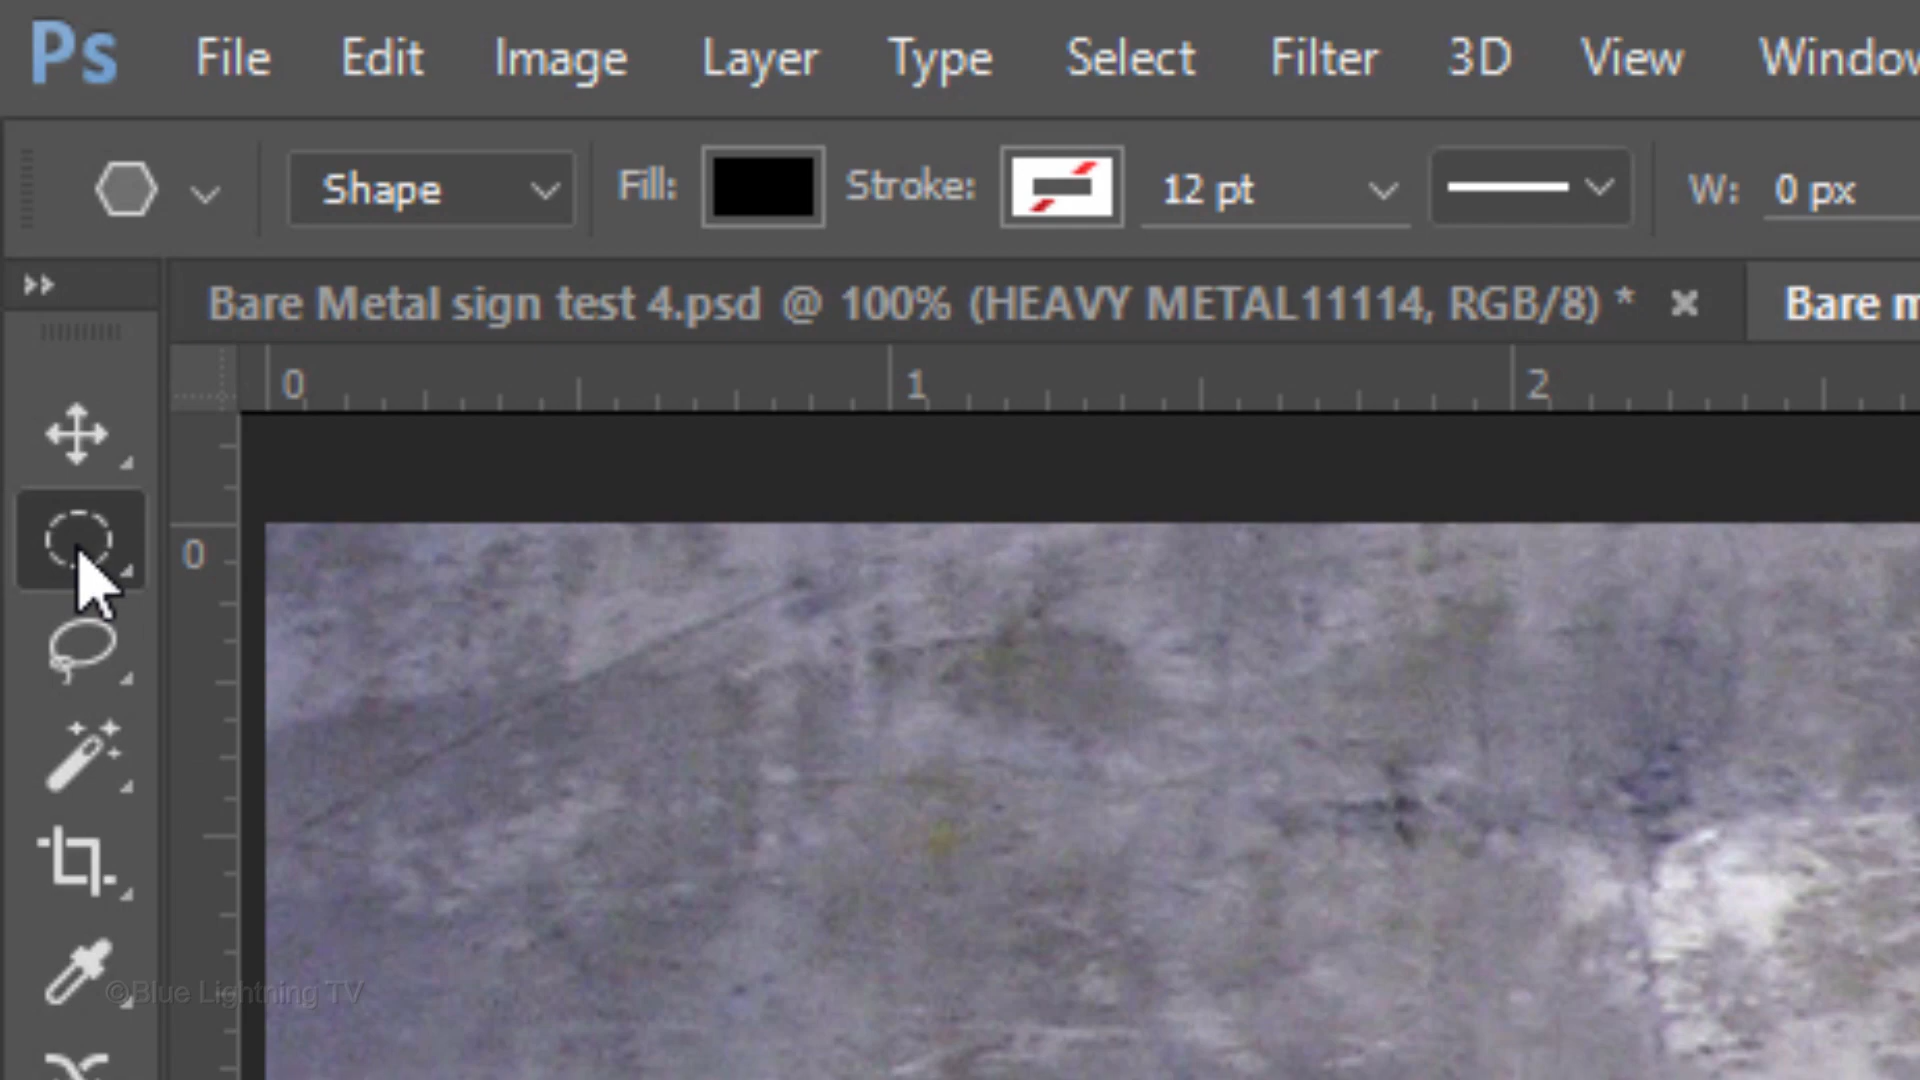 Ps File Edit Image Layer Type Select Filter 3D View Window
Shape Fill: Stroke: 12 pt W: 0 px
Bare Metal sign test 4.psd @ 100% (HEAVY METAL11114, RGB/8) * × Bare m
0 1 2
0
©Blue Lightning TV